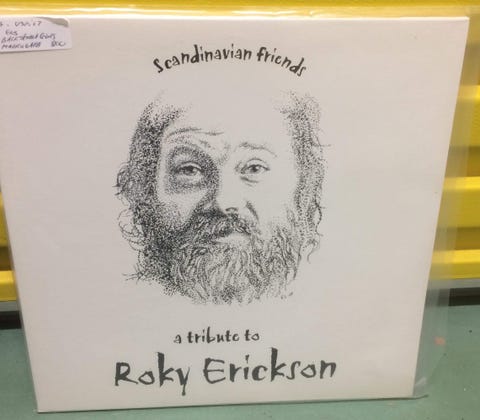 Scandinavian friends
a tribute to
Roky Erickson